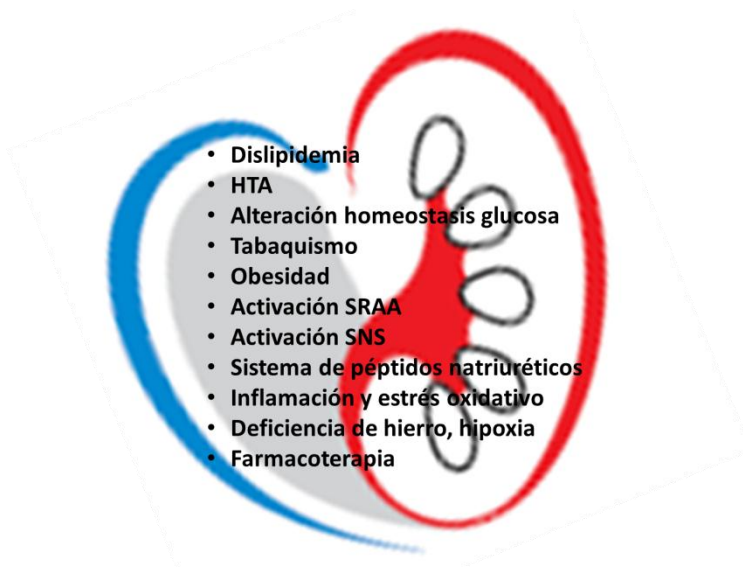 • Dislipidemia
• HTA
• Alteración homeostasis glucosa
• Tabaquismo
• Obesidad
• Activación SRAA
• Activación SNS
• Sistema de péptidos natriuréticos
• Inflamación y estrés oxidativo
• Deficiencia de hierro, hipoxia
• Farmacoterapia